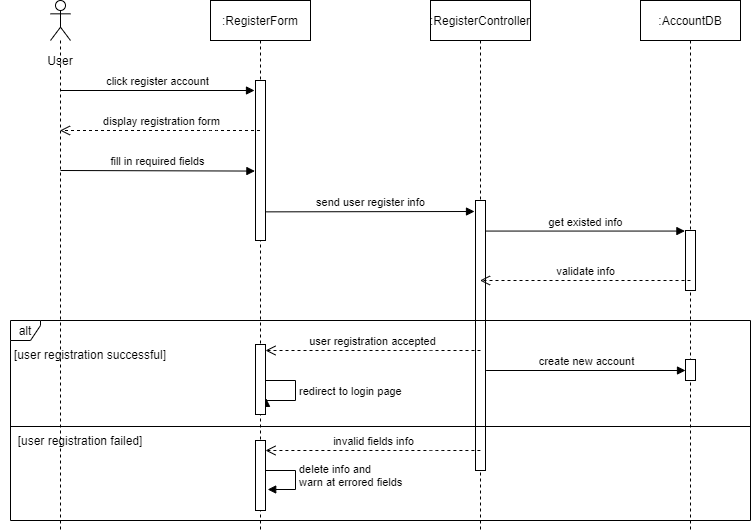 :RegisterForm
:RegisterController
:AccountDB
User
click register account
display registration form
fill in required fields
send user register info
get existed info
validate info
alt
user registration accepted
[user registration successful]
create new account
redirect to login page
[user registration failed]
invalid fields info
delete info and
warn at errored fields